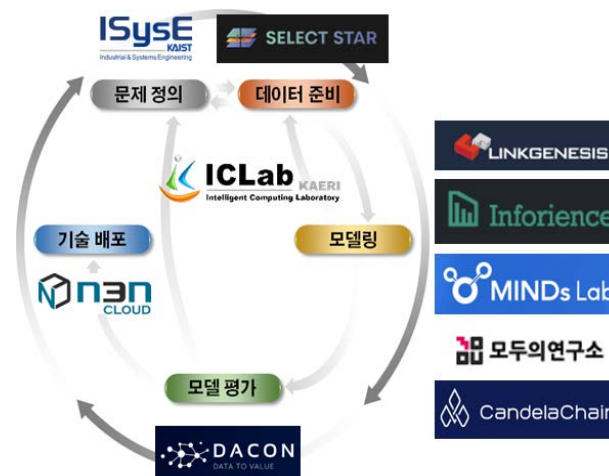 ISysE
KAIST
Industrial & Systems Engineering
SELECT STAR
문제 정의
데이터 준비
ICLab KAERI
Intelligent Computing Laboratory
기술 배포
모델링
n3n
CLOUD
모델 평가
DACON
DATA TO VALUE
LINKGENESIS
Inforience
MINDs Lab
모두의연구소
CandelaChain